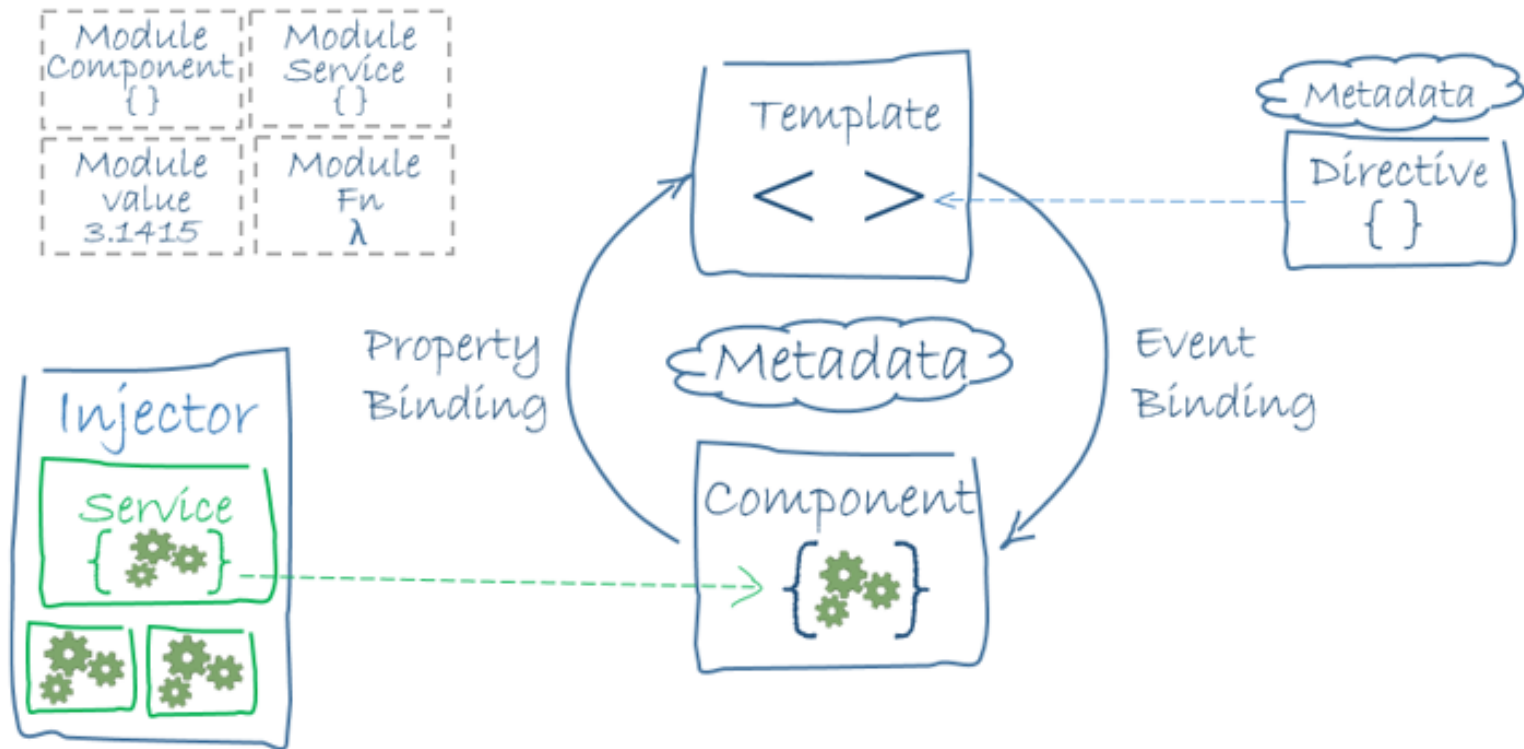 Module
Component
{ }
Module
Service
{ }
Module
value
3.1415
Module
Fn
λ
Template
< >
Metadata
Directive
{ }
Property
Binding
Metadata
Event
Binding
Injector
Service
{ }
Component
{ }